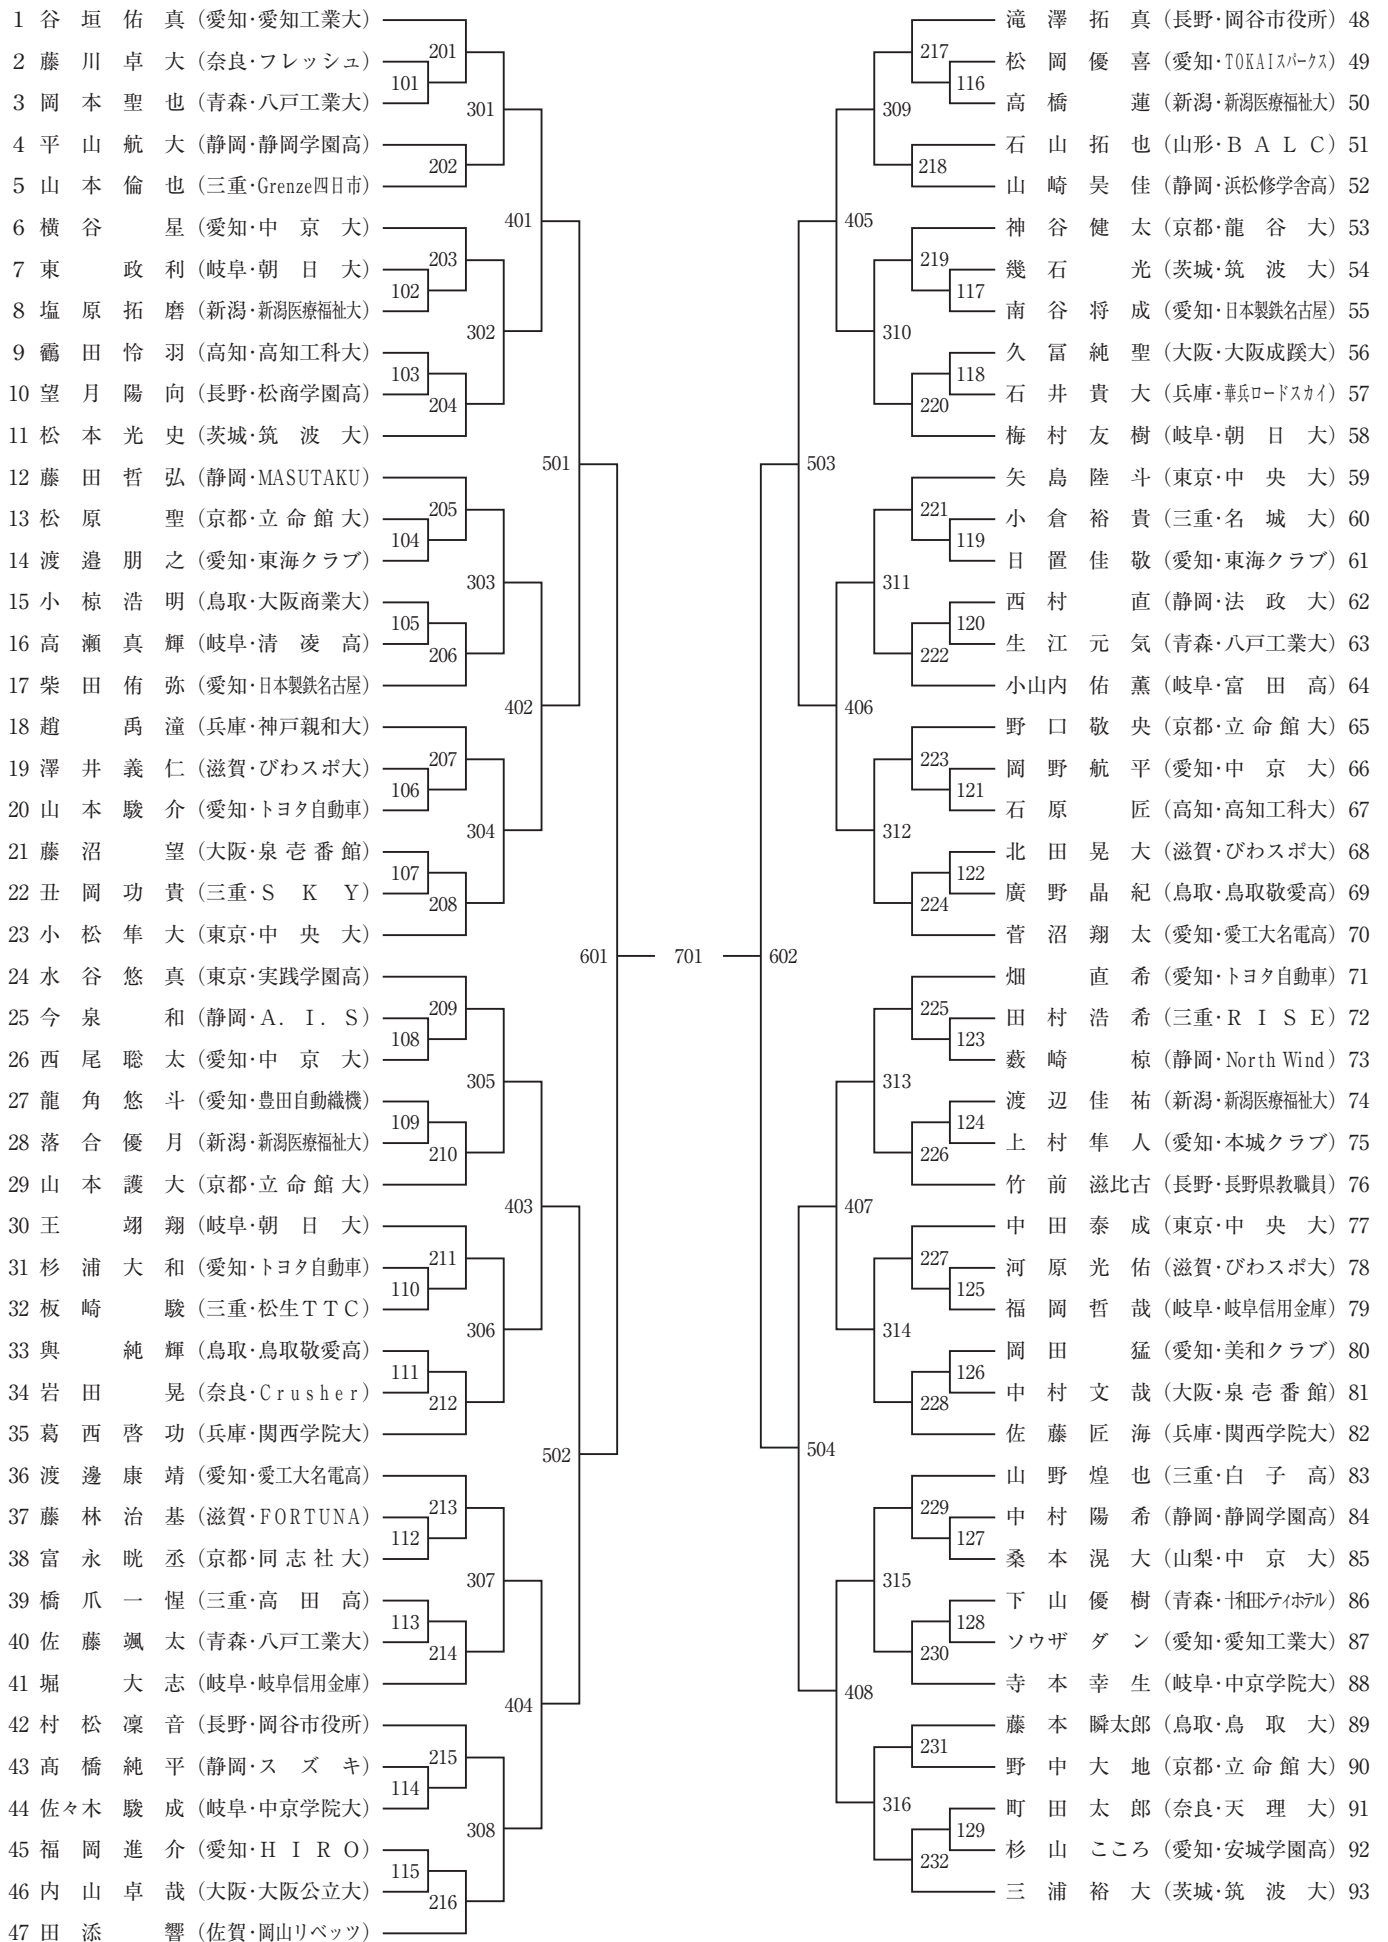 1 谷垣佑真 (愛知・愛知工業大)
2 藤川卓大 (奈良・フレッシュ)
3 岡本聖也 (青森・八戸工業大)
4 平山航大 (静岡・静岡学園高)
5 山本倫也 (三重・Grenze四日市)
6 横谷星 (愛知・中京大)
7 東政利 (岐阜・朝日大)
8 塩原拓磨 (新潟・新潟医療福祉大)
9 鶴田怜羽 (高知・高知工科大)
10 望月陽向 (長野・松商学園高)
11 松本光史 (茨城・筑波大)
12 藤田哲弘 (静岡・MASUTAKU)
13 松原聖 (京都・立命館大)
14 渡邉朋之 (愛知・東海クラブ)
15 小椋浩明 (鳥取・大阪商業大)
16 高瀬真輝 (岐阜・清凌高)
17 柴田侑弥 (愛知・日本製鉄名古屋)
18 趙禹潼 (兵庫・神戸親和大)
19 澤井義仁 (滋賀・びわスポ大)
20 山本駿介 (愛知・トヨタ自動車)
21 藤沼望 (大阪・泉壱番館)
22 丑岡功貴 (三重・SKY)
23 小松隼大 (東京・中央大)
24 水谷悠真 (東京・実践学園高)
25 今泉和 (静岡・A. I. S)
26 西尾聡太 (愛知・中京大)
27 龍角悠斗 (愛知・豊田自動織機)
28 落合優月 (新潟・新潟医療福祉大)
29 山本護大 (京都・立命館大)
30 王翊翔 (岐阜・朝日大)
31 杉浦大和 (愛知・トヨタ自動車)
32 板崎駿 (三重・松生TTC)
33 與純輝 (鳥取・鳥取敬愛高)
34 岩田晃 (奈良・Crusher)
35 葛西啓功 (兵庫・関西学院大)
36 渡邊康靖 (愛知・愛工大名電高)
37 藤林治基 (滋賀・FORTUNA)
38 富永晄丞 (京都・同志社大)
39 橋爪一惺 (三重・高田高)
40 佐藤颯太 (青森・八戸工業大)
41 堀大志 (岐阜・岐阜信用金庫)
42 村松凜音 (長野・岡谷市役所)
43 髙橋純平 (静岡・スズキ)
44 佐々木駿成 (岐阜・中京学院大)
45 福岡進介 (愛知・HIRO)
46 内山卓哉 (大阪・大阪公立大)
47 田添響 (佐賀・岡山リベッツ)
101
102
103
104
105
106
107
108
109
110
111
112
113
114
115
201
202
203
204
205
206
207
208
209
210
211
212
213
214
215
216
301
302
303
304
305
306
307
308
401
402
403
404
501
502
601
701
602
503
504
405
406
407
408
309
310
311
312
313
314
315
316
217
218
219
220
221
222
223
224
225
226
227
228
229
230
231
232
116
117
118
119
120
121
122
123
124
125
126
127
128
129
滝澤拓真 (長野・岡谷市役所) 48
松岡優喜 (愛知・TOKAIスパークス) 49
高橋蓮 (新潟・新潟医療福祉大) 50
石山拓也 (山形・BALC) 51
山崎昊佳 (静岡・浜松修学舎高) 52
神谷健太 (京都・龍谷大) 53
幾石光 (茨城・筑波大) 54
南谷将成 (愛知・日本製鉄名古屋) 55
久冨純聖 (大阪・大阪成蹊大) 56
石井貴大 (兵庫・華兵ロードスカイ) 57
梅村友樹 (岐阜・朝日大) 58
矢島陸斗 (東京・中央大) 59
小倉裕貴 (三重・名城大) 60
日置佳敬 (愛知・東海クラブ) 61
西村直 (静岡・法政大) 62
生江元気 (青森・八戸工業大) 63
小山内佑薫 (岐阜・富田高) 64
野口敬央 (京都・立命館大) 65
岡野航平 (愛知・中京大) 66
石原匠 (高知・高知工科大) 67
北田晃大 (滋賀・びわスポ大) 68
廣野晶紀 (鳥取・鳥取敬愛高) 69
菅沼翔太 (愛知・愛工大名電高) 70
畑直希 (愛知・トヨタ自動車) 71
田村浩希 (三重・RISE) 72
薮崎椋 (静岡・North Wind) 73
渡辺佳祐 (新潟・新潟医療福祉大) 74
上村隼人 (愛知・本城クラブ) 75
竹前滋比古 (長野・長野県教職員) 76
中田泰成 (東京・中央大) 77
河原光佑 (滋賀・びわスポ大) 78
福岡哲哉 (岐阜・岐阜信用金庫) 79
岡田猛 (愛知・美和クラブ) 80
中村文哉 (大阪・泉壱番館) 81
佐藤匠海 (兵庫・関西学院大) 82
山野煌也 (三重・白子高) 83
中村陽希 (静岡・静岡学園高) 84
桑本滉大 (山梨・中京大) 85
下山優樹 (青森・十和田シティホテル) 86
ソウザダン (愛知・愛知工業大) 87
寺本幸生 (岐阜・中京学院大) 88
藤本瞬太郎 (鳥取・鳥取大) 89
野中大地 (京都・立命館大) 90
町田太郎 (奈良・天理大) 91
杉山こころ (愛知・安城学園高) 92
三浦裕大 (茨城・筑波大) 93